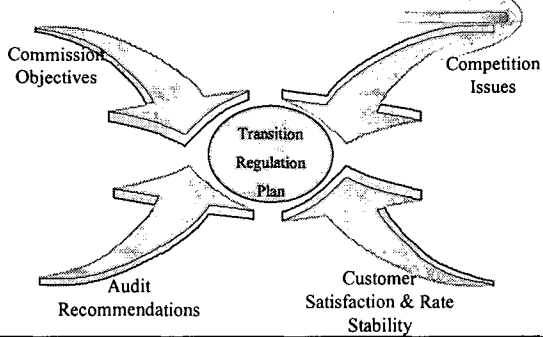 Commission
Objectives
Competition
Issues
Transition
Regulation
Plan
Audit
Recommendations
Customer
Satisfaction & Rate
Stability